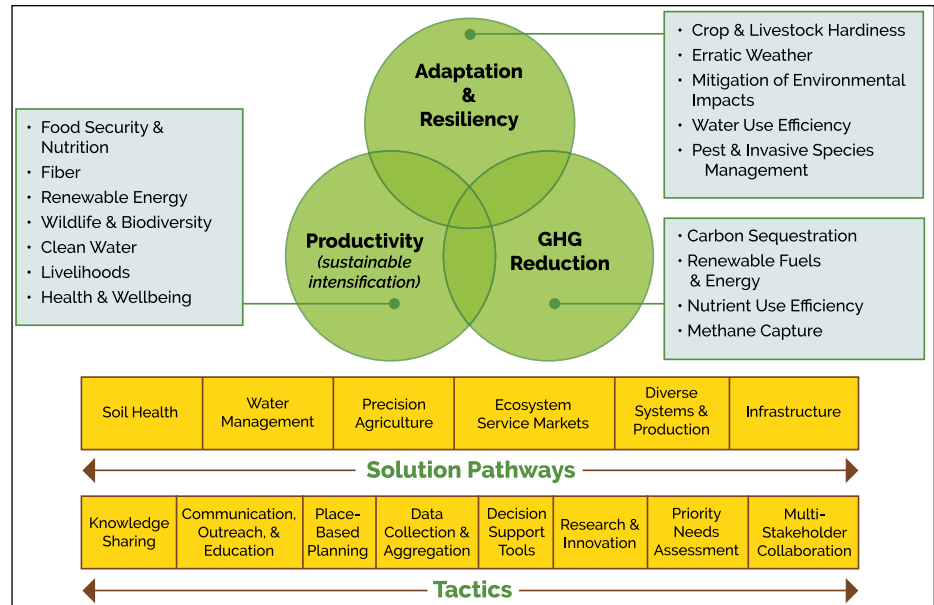 Adaptation
&
Resiliency
• Crop & Livestock Hardiness
• Erratic Weather
• Mitigation of Environmental
Impacts
• Water Use Efficiency
• Pest & Invasive Species
Management
• Food Security &
Nutrition
• Fiber
• Renewable Energy
• Wildlife & Biodiversity
• Clean Water
• Livelihoods
• Health & Wellbeing
Productivity
(sustainable
intensification)
GHG
Reduction
• Carbon Sequestration
• Renewable Fuels
& Energy
• Nutrient Use Efficiency
• Methane Capture
Soil Health
Water
Management
Precision
Agriculture
Ecosystem
Service Markets
Diverse
Systems &
Production
Infrastructure
Solution Pathways
Knowledge
Sharing
Communication,
Outreach, &
Education
Place-
Based
Planning
Data
Collection &
Aggregation
Decision
Support
Tools
Research &
Innovation
Priority
Needs
Assessment
Multi-
Stakeholder
Collaboration
Tactics